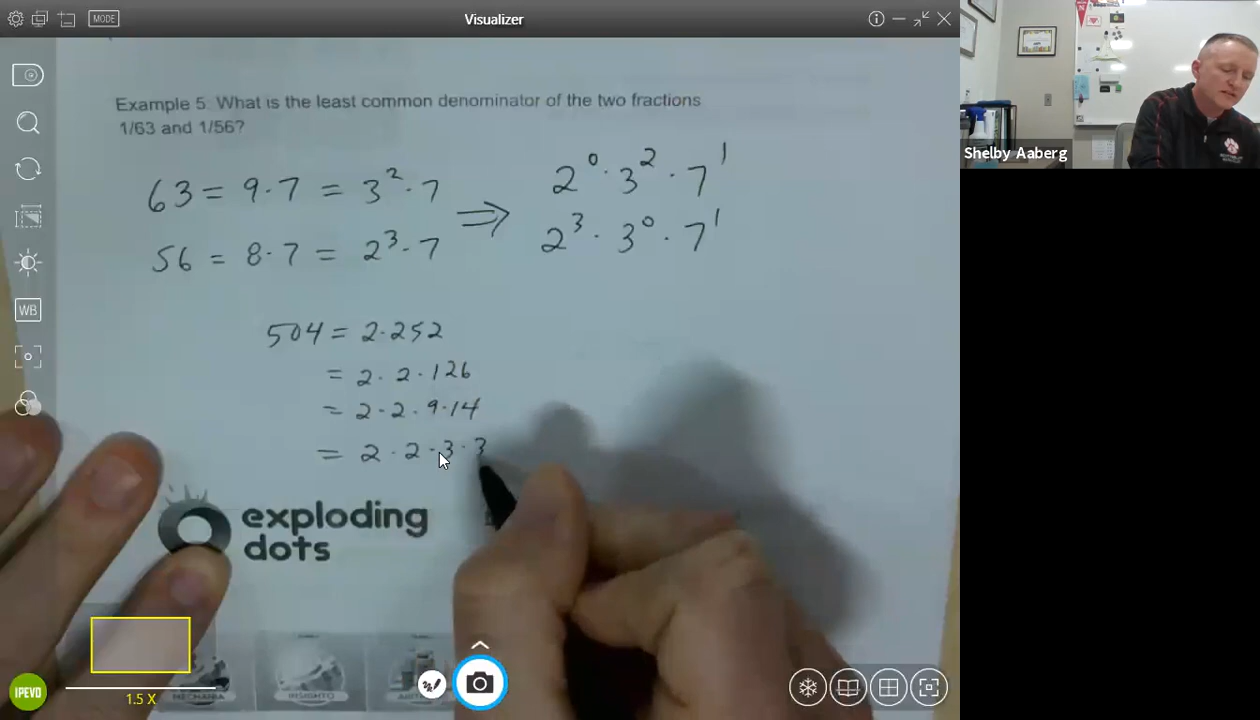 MODE
Visualizer
Example 5: What is the least common denominator of the two fractions
1/63 and 1/56?
63 = 9·7 = 3² · 7 ⇒ 2⁰ · 3² · 7¹
56 = 8·7 = 2³ · 7 2³ · 3⁰ · 7¹
504 = 2·252
= 2 · 2 · 126
= 2 · 2 · 9 · 14
= 2 · 2 · 3 · 3
exploding
dots
WB
INSIGHTO
IPEVO
1.5 X
Shelby Aaberg